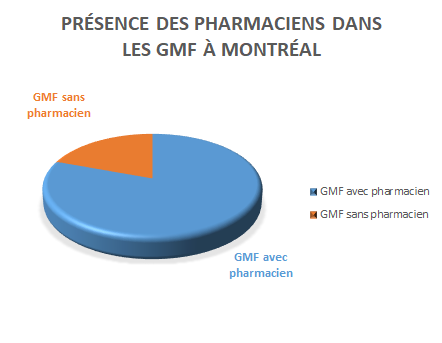 PRÉSENCE DES PHARMACIENS DANS
LES GMF À MONTRÉAL
GMF sans
pharmacien
GMF avec pharmacien
GMF sans pharmacien
GMF avec
pharmacien